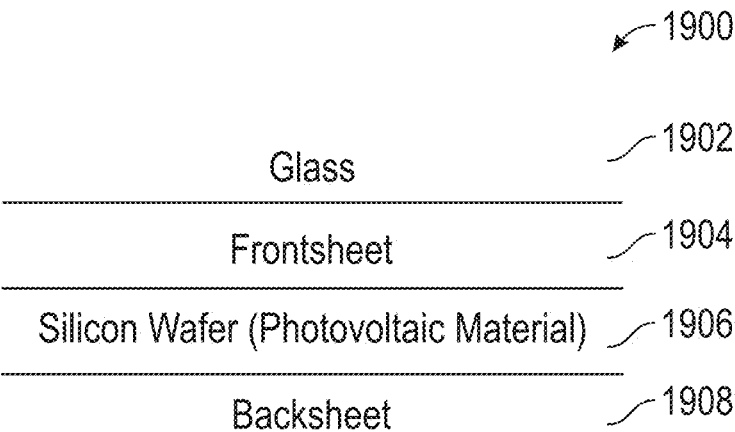 1900
Glass 1902
Frontsheet 1904
Silicon Wafer (Photovoltaic Material) 1906
Backsheet 1908